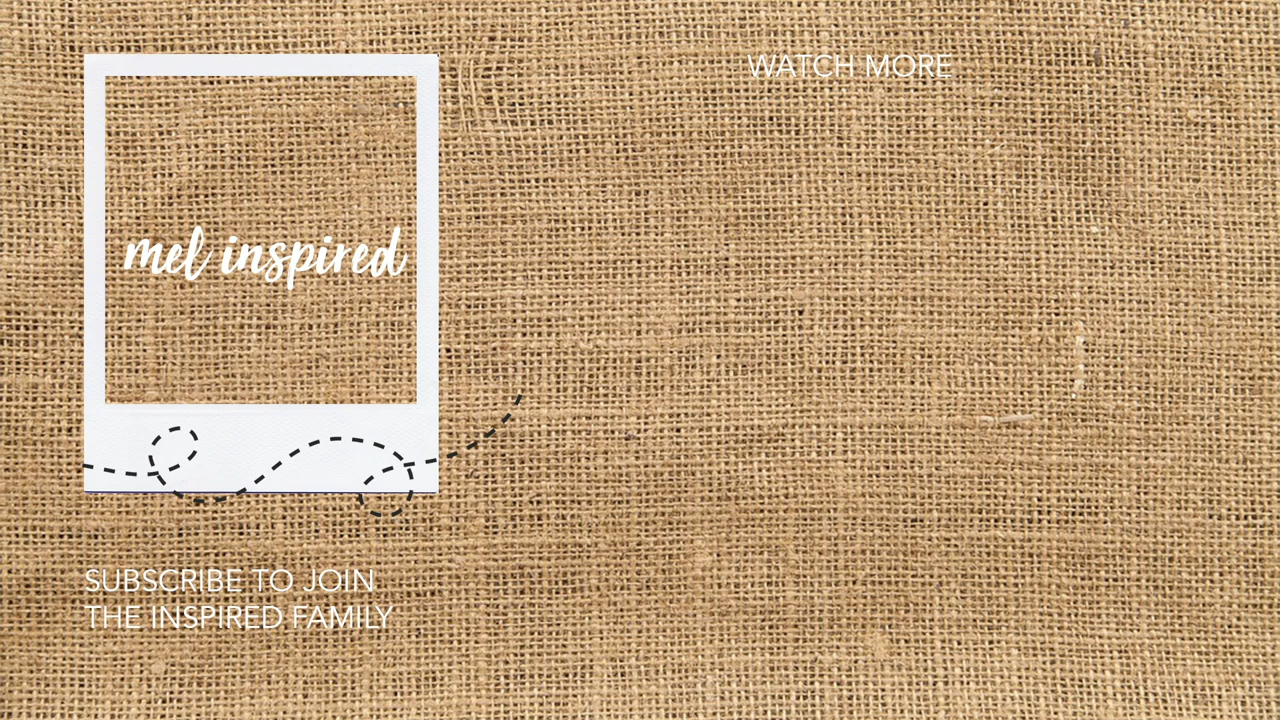 mel inspired
WATCH MORE
SUBSCRIBE TO JOIN
THE INSPIRED FAMILY